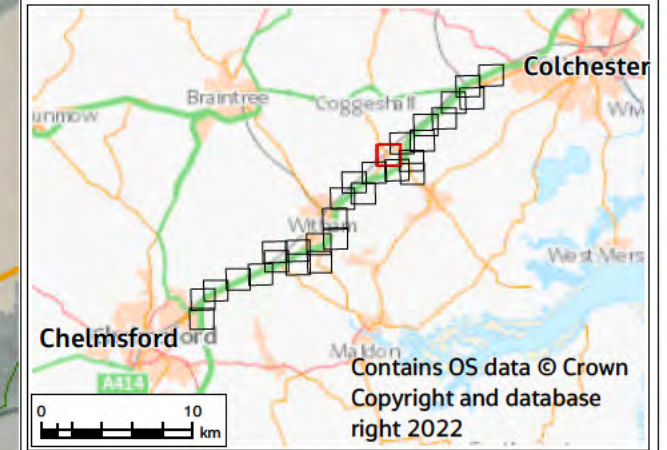 Colchester
Braintree
Coggeshall
unmow
Witham
West Mers
Chelmsford
Maldon
A414
Contains OS data © Crown
Copyright and database
right 2022
0 10
km